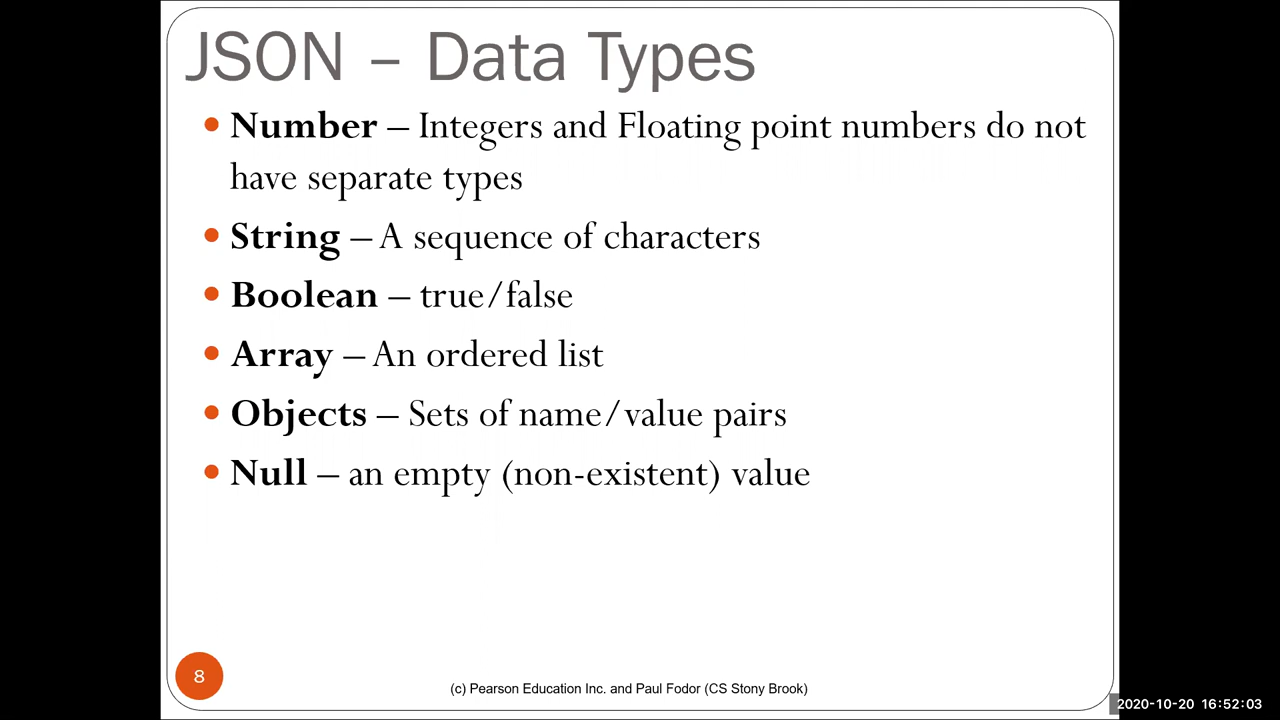 JSON – Data Types
• Number – Integers and Floating point numbers do not
have separate types
• String – A sequence of characters
• Boolean – true/false
• Array – An ordered list
• Objects – Sets of name/value pairs
• Null – an empty (non-existent) value
8
(c) Pearson Education Inc. and Paul Fodor (CS Stony Brook)
2020-10-20 16:52:03